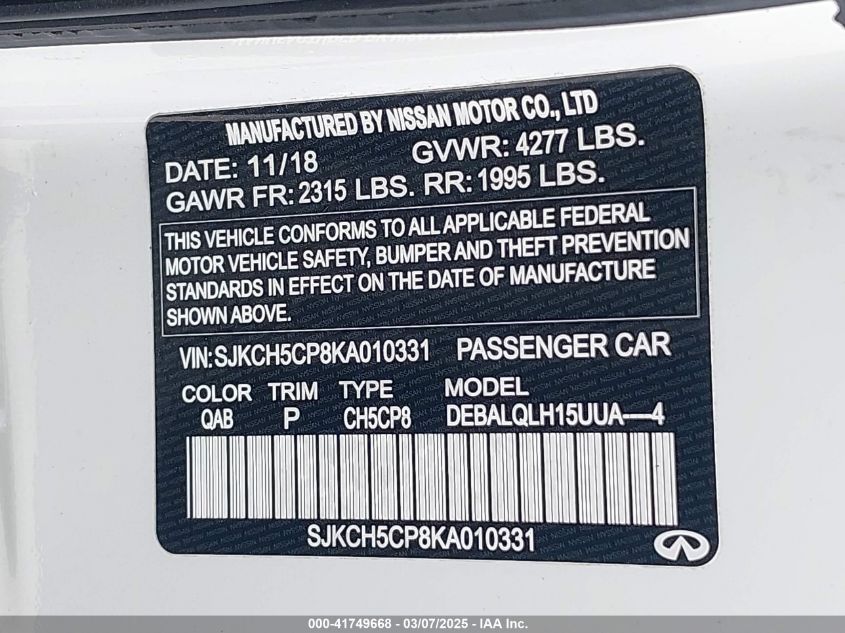 MANUFACTURED BY NISSAN MOTOR CO., LTD
DATE: 11/18 GVWR: 4277 LBS.
GAWR FR: 2315 LBS. RR: 1995 LBS.
THIS VEHICLE CONFORMS TO ALL APPLICABLE FEDERAL
MOTOR VEHICLE SAFETY, BUMPER AND THEFT PREVENTION
STANDARDS IN EFFECT ON THE DATE OF MANUFACTURE
SHOWN ABOVE.
VIN: SJKCH5CP8KA010331 PASSENGER CAR
COLOR TRIM TYPE MODEL
QAB P CH5CP8 DEBALQLH15UUA----4
SJKCH5CP8KA010331
000-41749668 - 03/07/2025 - IAA Inc.